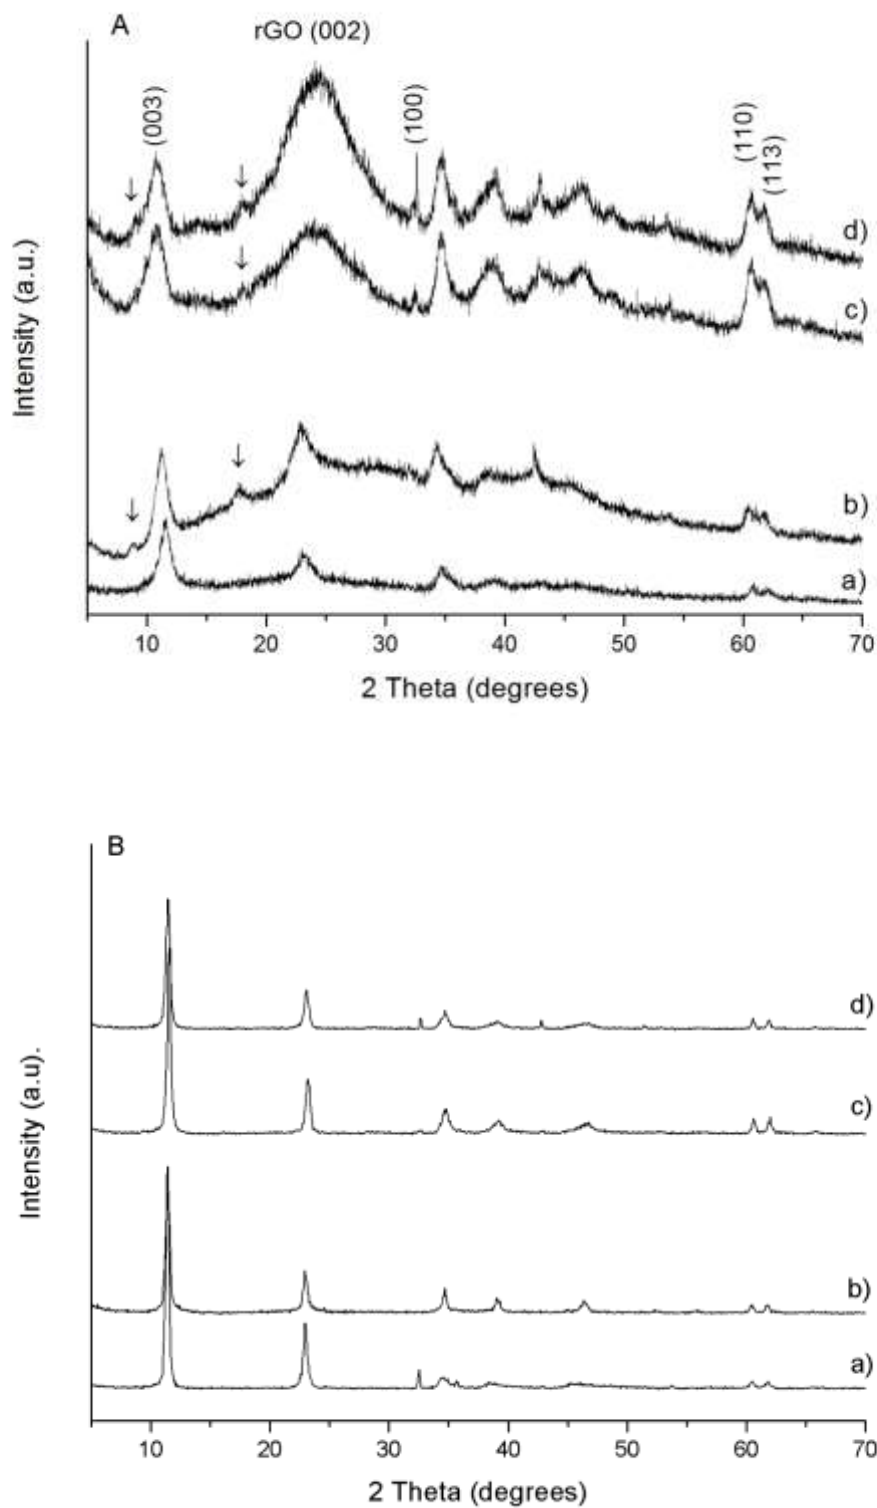 A
rGO (002)
(003)
(100)
(110)
(113)
d)
c)
b)
a)
Intensity (a.u.)
10 20 30 40 50 60 70
2 Theta (degrees)
B
d)
c)
b)
a)
Intensity (a.u).
10 20 30 40 50 60 70
2 Theta (degrees)